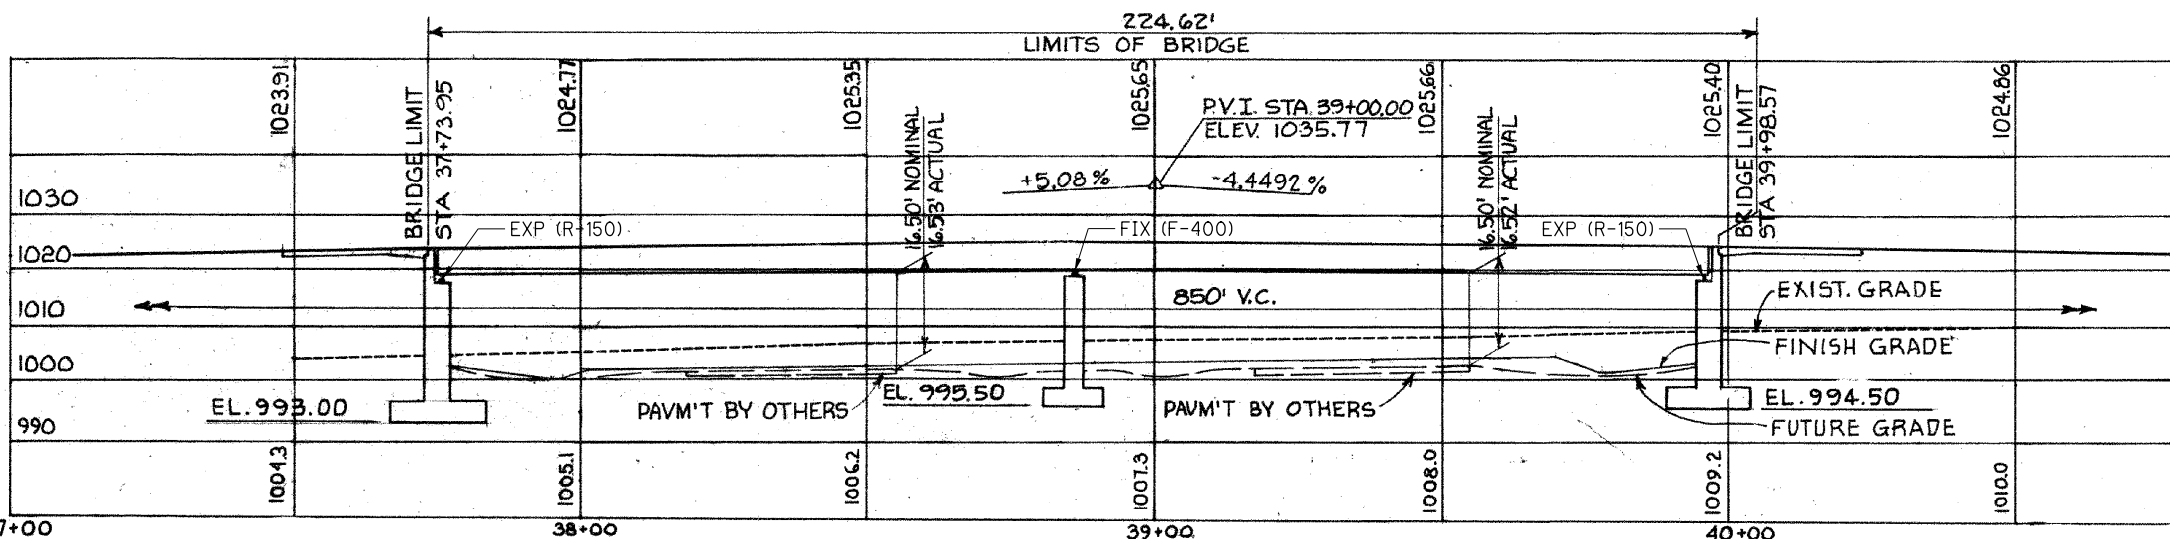 224.62'
LIMITS OF BRIDGE
1023.91
BRIDGE LIMIT
STA 37+73.95
1024.77
1025.35
16.50' NOMINAL
16.53' ACTUAL
1025.65
P.V.I. STA. 39+00.00
ELEV. 1035.77
1025.66
16.50' NOMINAL
16.52' ACTUAL
1025.40
BRIDGE LIMIT
STA 39+98.57
1024.86
+5.08%
-4.4492%
1030
EXP (R-150)
FIX (F-400)
EXP (R-150)
1020
850' V.C.
EXIST. GRADE
1010
FINISH GRADE
1000
EL. 993.00
PAVM'T BY OTHERS
EL. 995.50
PAVM'T BY OTHERS
EL. 994.50
FUTURE GRADE
990
1004.3
1005.1
1006.2
1007.3
1008.0
1009.2
1010.0
7+00
38+00
39+00
40+00